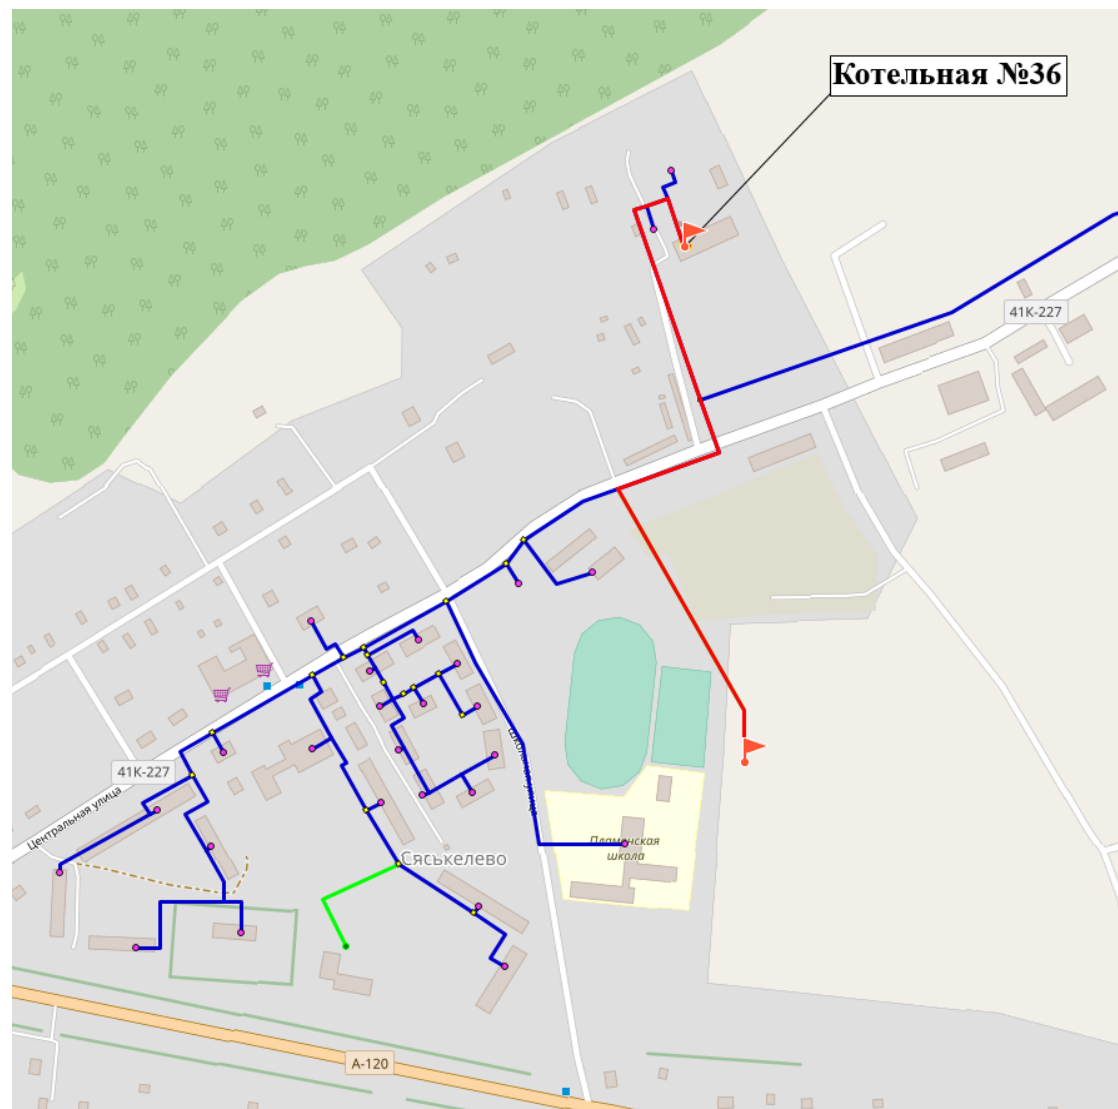 Котельная №36
41К-227
41К-227
Центральная улица
Школьная улица
Пламенская
школа
Сяськелево
А-120